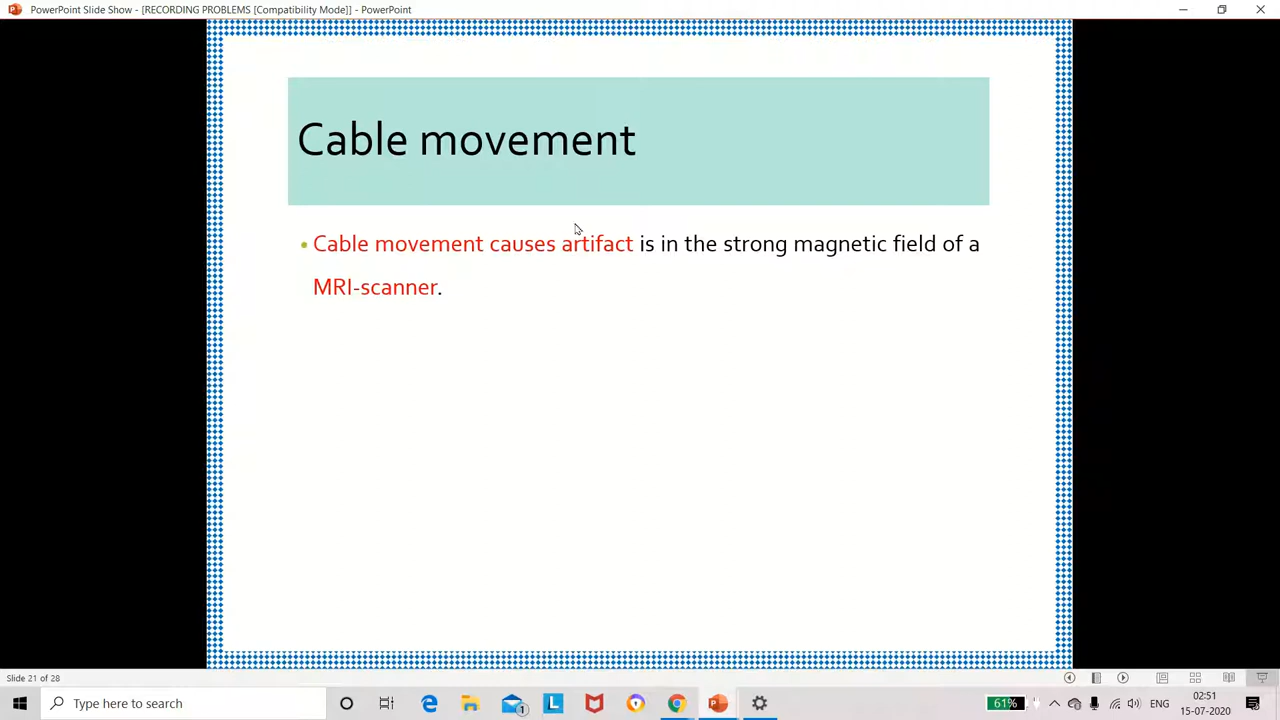 PowerPoint Slide Show - [RECORDING PROBLEMS [Compatibility Mode]] - PowerPoint
Cable movement
• Cable movement causes artifact is in the strong magnetic field of a
MRI-scanner.
Slide 21 of 28
Type here to search
1
L
61%
ENG
02:51
15-07-2020